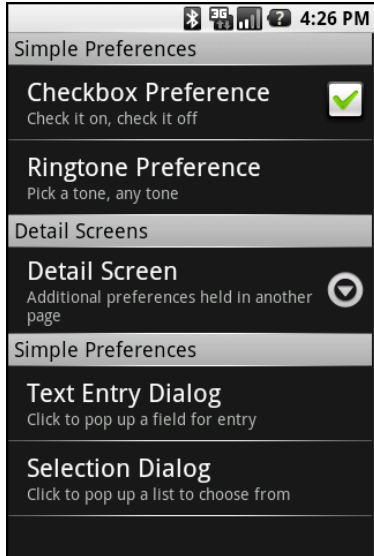 3G 4:26 PM
Simple Preferences
Checkbox Preference
Check it on, check it off
Ringtone Preference
Pick a tone, any tone
Detail Screens
Detail Screen
Additional preferences held in another
page
Simple Preferences
Text Entry Dialog
Click to pop up a field for entry
Selection Dialog
Click to pop up a list to choose from